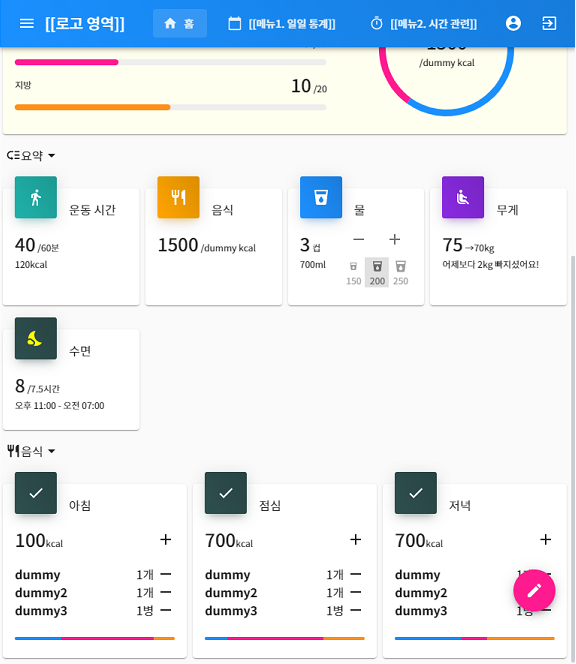 [[로고 영역]] 홈 [[메뉴1. 일일 통계]] [[메뉴2. 시간 관련]]
/dummy kcal
지방 10 /20
요약
운동 시간
40 /60분
120kcal
음식
1500 /dummy kcal
물
3 컵
700ml
150 200 250
무게
75 →70kg
어제보다 2kg 빠지셨어요!
수면
8 /7.5시간
오후 11:00 - 오전 07:00
음식
아침
100kcal
dummy 1개
dummy2 1개
dummy3 1병
점심
700kcal
dummy 1개
dummy2 1개
dummy3 1병
저녁
700kcal
dummy
dummy2
dummy3 1병